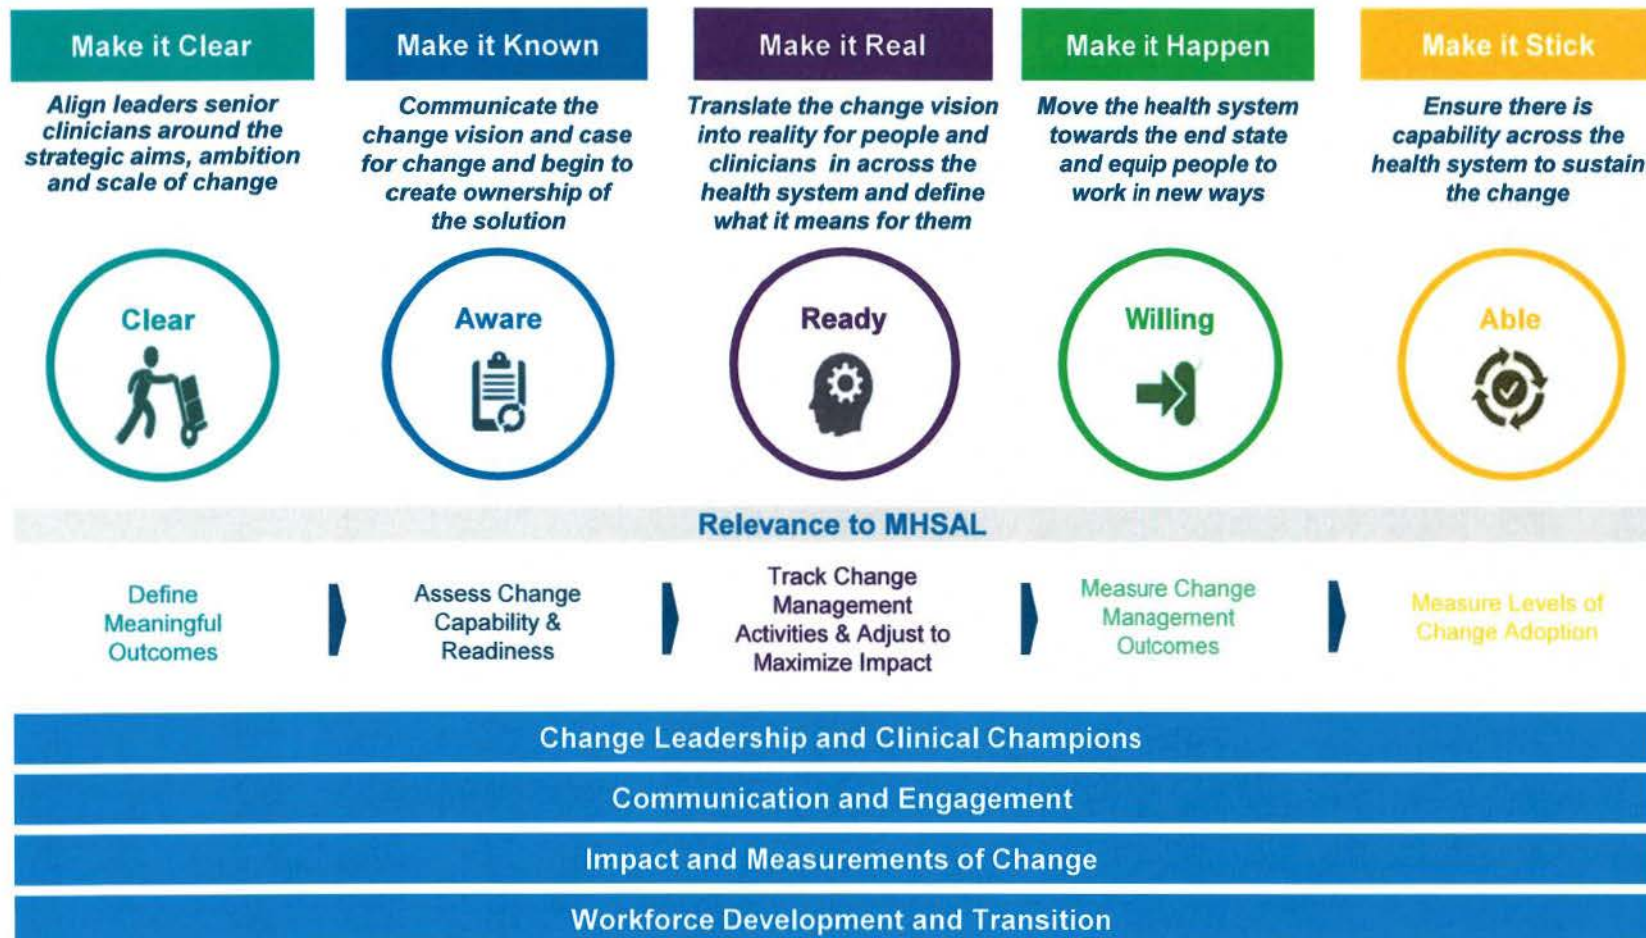 Make it Clear
Align leaders senior
clinicians around the
strategic aims, ambition
and scale of change
Clear
Make it Known
Communicate the
change vision and case
for change and begin to
create ownership of
the solution
Aware
Make it Real
Translate the change vision
into reality for people and
clinicians in across the
health system and define
what it means for them
Ready
Make it Happen
Move the health system
towards the end state
and equip people to
work in new ways
Willing
Make it Stick
Ensure there is
capability across the
health system to sustain
the change
Able
Relevance to MHSAL
Define
Meaningful
Outcomes
Assess Change
Capability &
Readiness
Track Change
Management
Activities & Adjust to
Maximize Impact
Measure Change
Management
Outcomes
Measure Levels of
Change Adoption
Change Leadership and Clinical Champions
Communication and Engagement
Impact and Measurements of Change
Workforce Development and Transition